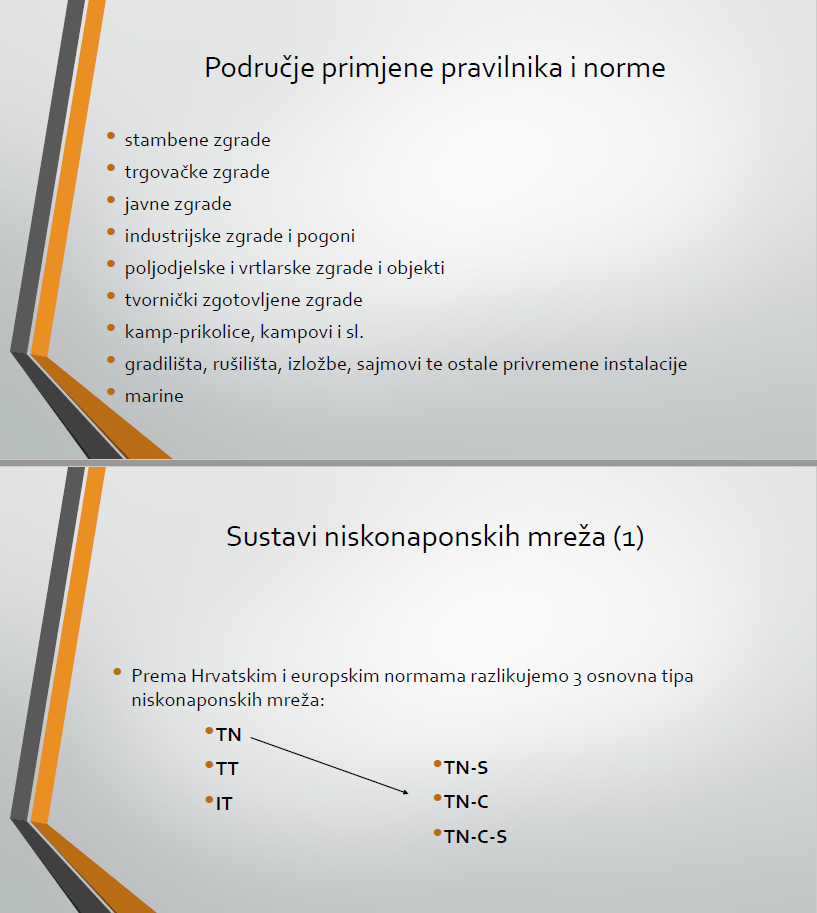 Područje primjene pravilnika i norme
• stambene zgrade
• trgovačke zgrade
• javne zgrade
• industrijske zgrade i pogoni
• poljodjelske i vrtlarske zgrade i objekti
• tvornički zgotovljene zgrade
• kamp-prikolice, kampovi i sl.
• gradilišta, rušilišta, izložbe, sajmovi te ostale privremene instalacije
• marine
Sustavi niskonaponskih mreža (1)
• Prema Hrvatskim i europskim normama razlikujemo 3 osnovna tipa
niskonaponskih mreža:
• TN
• TT
• IT
• TN-S
• TN-C
• TN-C-S